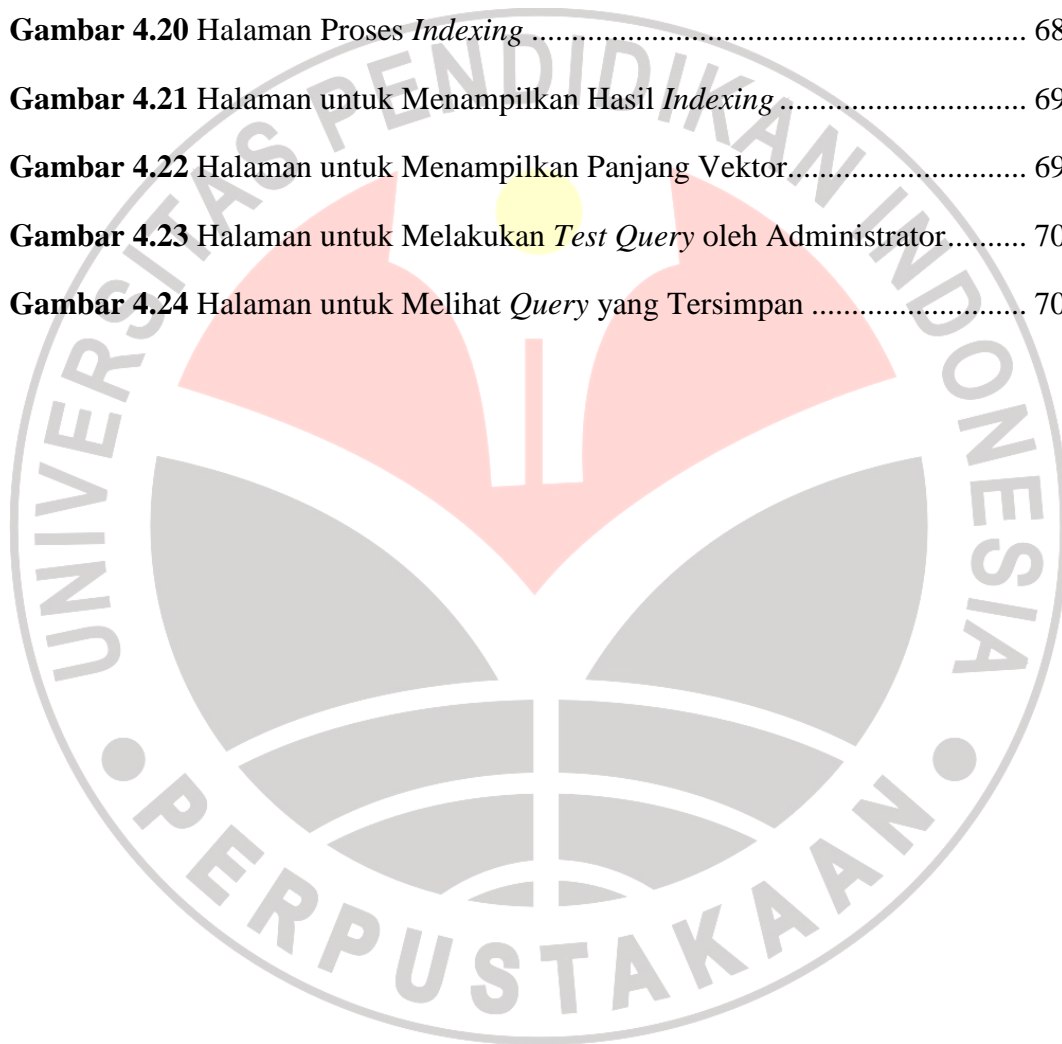 Gambar 4.20 Halaman Proses Indexing ............................................................. 68
Gambar 4.21 Halaman untuk Menampilkan Hasil Indexing .............................. 69
Gambar 4.22 Halaman untuk Menampilkan Panjang Vektor............................. 69
Gambar 4.23 Halaman untuk Melakukan Test Query oleh Administrator.......... 70
Gambar 4.24 Halaman untuk Melihat Query yang Tersimpan .......................... 70
UNIVERSITAS PENDIDIKAN INDONESIA
PERPUSTAKAAN